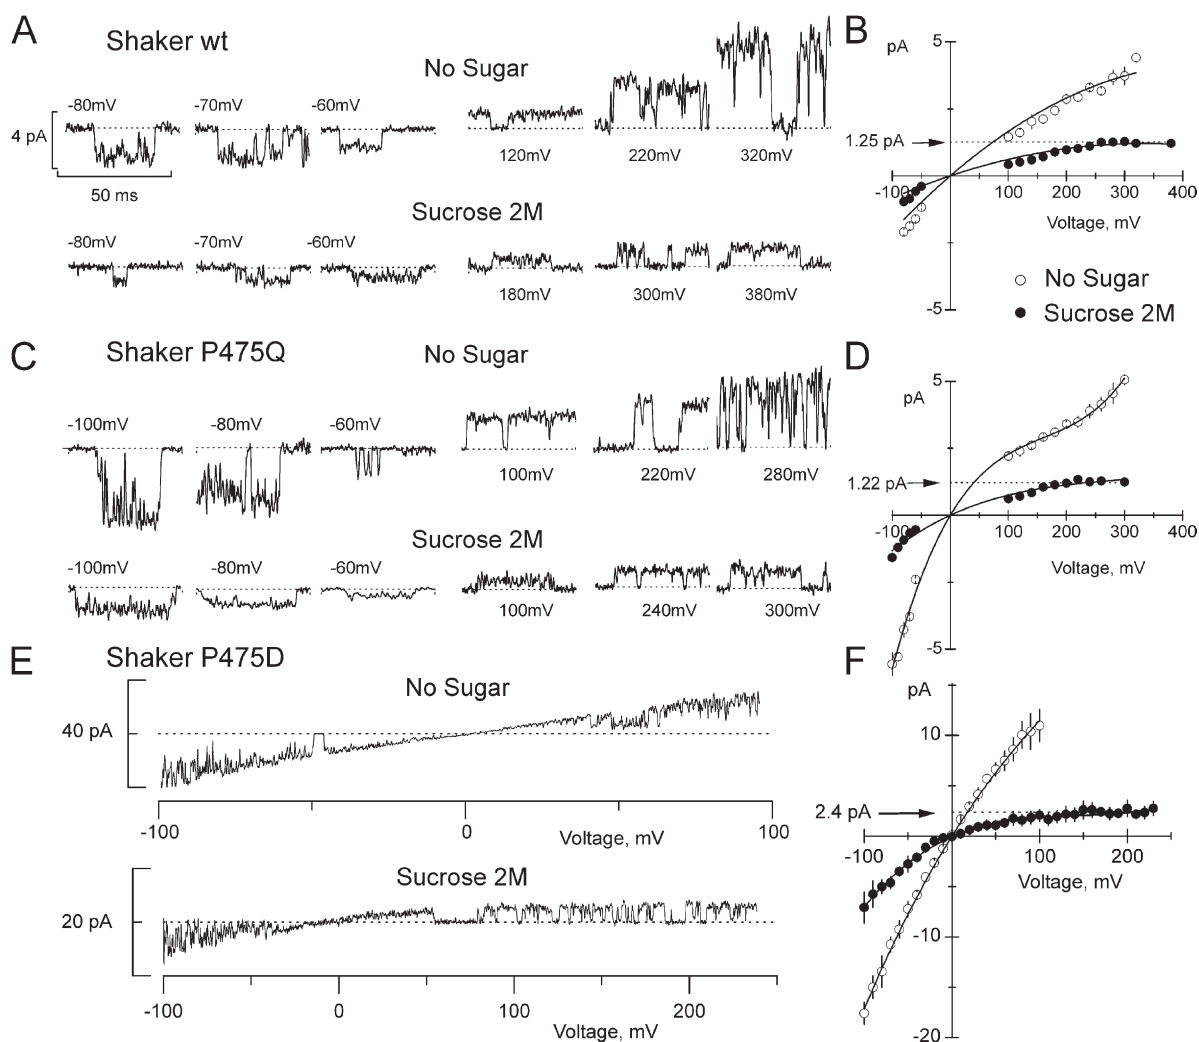 A
Shaker wt
No Sugar
-80mV
-70mV
-60mV
4 pA
50 ms
120mV
220mV
320mV
Sucrose 2M
-80mV
-70mV
-60mV
180mV
300mV
380mV
B
pA
5
1.25 pA
-100
100
200
300
400
Voltage, mV
-5
No Sugar
Sucrose 2M
C
Shaker P475Q
No Sugar
-100mV
-80mV
-60mV
100mV
220mV
280mV
Sucrose 2M
-100mV
-80mV
-60mV
100mV
240mV
300mV
D
pA
5
1.22 pA
-100
100
200
300
400
Voltage, mV
-5
E
Shaker P475D
No Sugar
40 pA
-100
0
100
Voltage, mV
Sucrose 2M
20 pA
-100
0
100
200
Voltage, mV
F
pA
10
2.4 pA
-100
100
200
Voltage, mV
-10
-20